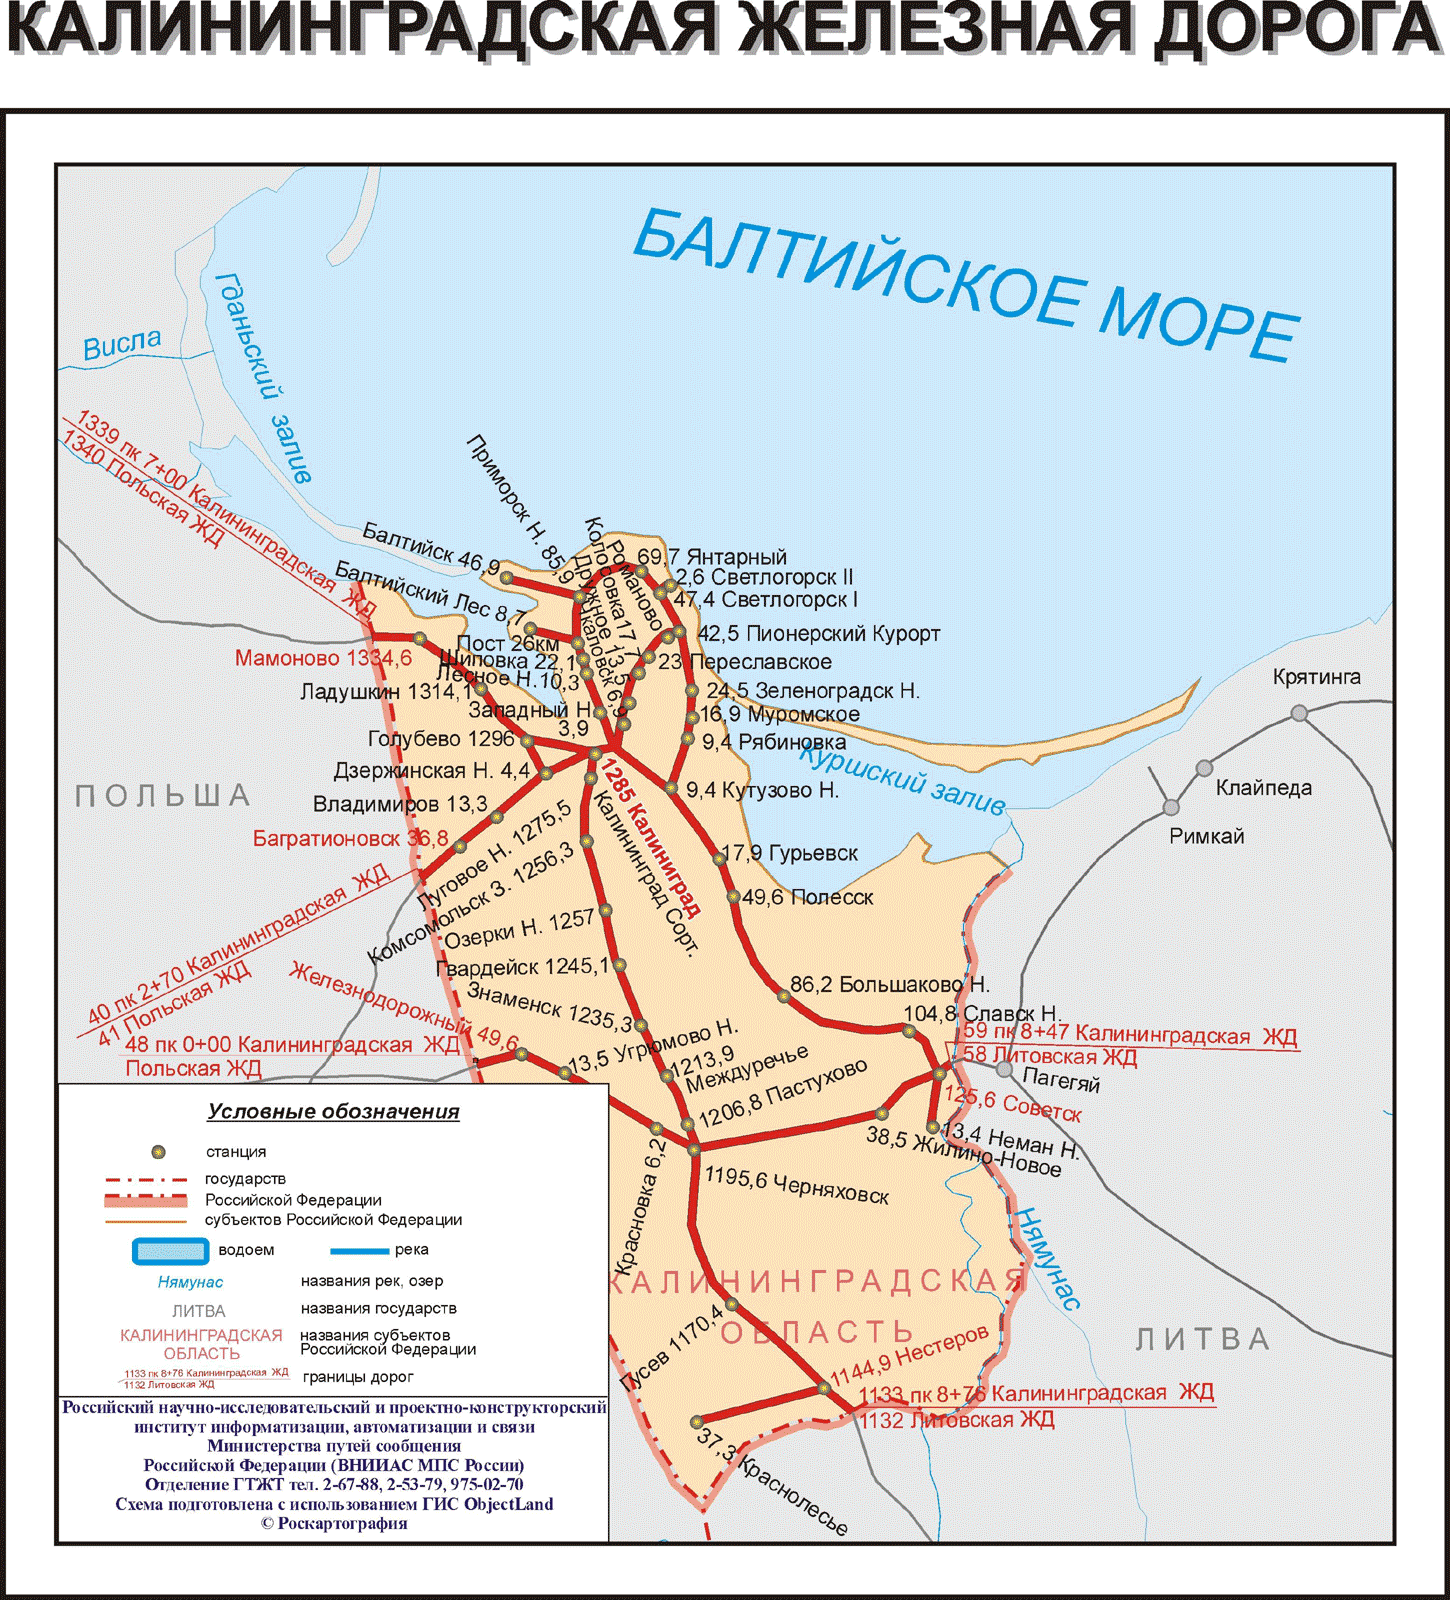 КАЛИНИНГРАДСКАЯ ЖЕЛЕЗНАЯ ДОРОГА
БАЛТИЙСКОЕ МОРЕ
Гданьский залив
Висла
1339 пк 7+00 Калининградская ЖД
1340 Польская ЖД
Приморск Н. 85,9
Балтийск 46,9
Балтийский Лес 8,7
Колосовка 17,7
Романово
Дружное 13,5
Чкаловск 6,9
69,7 Янтарный
2,6 Светлогорск II
47,4 Светлогорск I
42,5 Пионерский Курорт
23 Переславское
24,5 Зеленоградск Н.
16,9 Муромское
9,4 Рябиновка
9,4 Кутузово Н.
Пост 26км
Шиповка 22,1
Лесное Н.10,3
Западный Н
3,9
Мамоново 1334,6
Ладушкин 1314,1
Голубево 1296
Дзержинская Н. 4,4
Владимиров 13,3
Багратионовск 36,8
ПОЛЬША
Крятинга
Клайпеда
Римкай
Куршский залив
1285 Калиниград
Калининград Сорт.
17,9 Гурьевск
49,6 Полесск
Луговое Н. 1275,5
Комсомольск З. 1256,3
Озерки Н. 1257
Гвардейск 1245,1
Знаменск 1235,3
40 пк 2+70 Калининградская ЖД
41 Польская ЖД
Железнодорожный 49,6
48 пк 0+00 Калининградская ЖД
Польская ЖД
86,2 Большаково Н.
104,8 Славск Н.
59 пк 8+47 Калининградская ЖД
58 Литовская ЖД
Пагегяй
125,6 Советск
13,5 Угрюмово Н.
1213,9
Междуречье
1206,8 Пастухово
13,4 Неман Н.
38,5 Жилино-Новое
Красновка 6,2
1195,6 Черняховск
Нямунас
КАЛИНИНГРАДСКАЯ
ОБЛАСТЬ
ЛИТВА
Гусев 1170,4
1144,9 Нестеров
1133 пк 8+76 Калининградская ЖД
1132 Литовская ЖД
37,3 Краснолесье
Условные обозначения
станция
государств
Российской Федерации
субъектов Российской Федерации
водоем
река
Нямунас
названия рек, озер
ЛИТВА
названия государств
КАЛИНИНГРАДСКАЯ
ОБЛАСТЬ
названия субъектов
Российской Федерации
1133 пк 8+76 Калининградская ЖД
1132 Литовская ЖД
границы дорог
Российский научно-исследовательский и проектно-конструкторский
институт информатизации, автоматизации и связи
Министерства путей сообщения
Российской Федерации (ВНИИАС МПС России)
Отделение ГТЖТ тел. 2-67-88, 2-53-79, 975-02-70
Схема подготовлена с использованием ГИС ObjectLand
© Роскартография